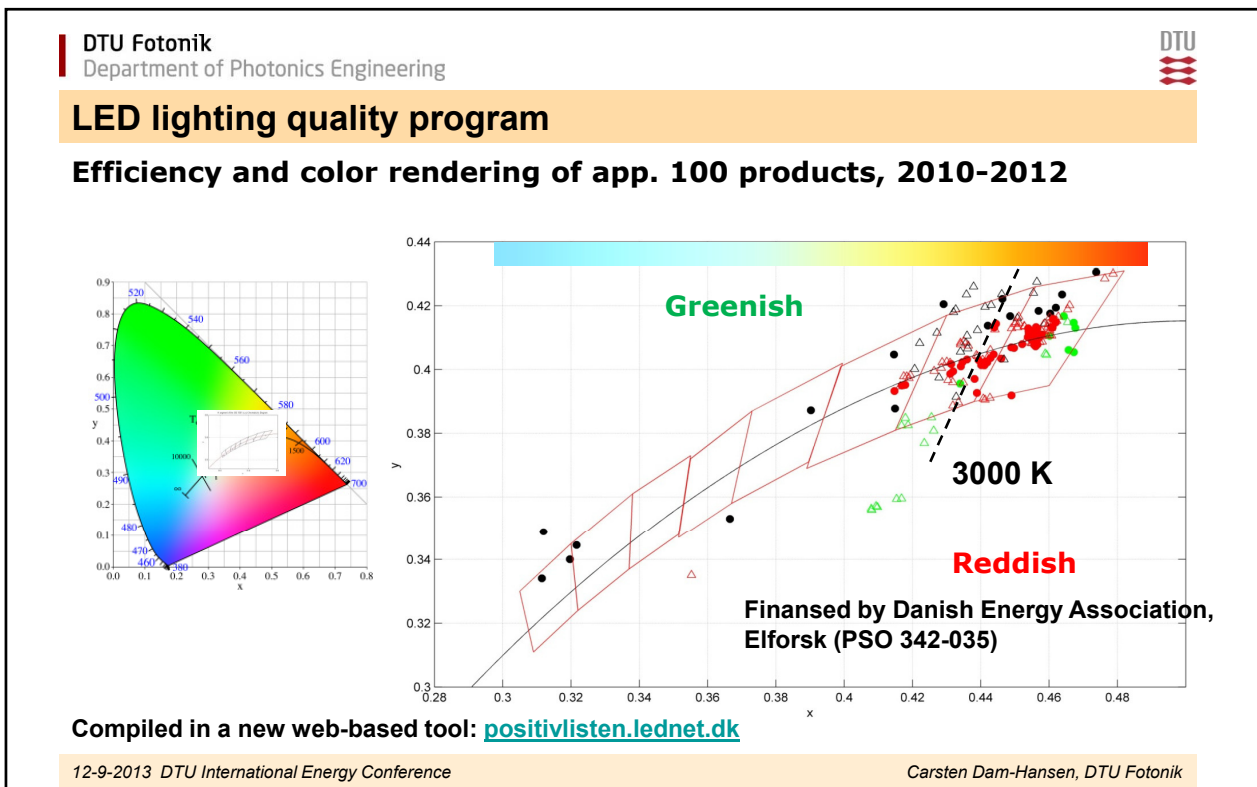 DTU Fotonik
Department of Photonics Engineering
DTU
LED lighting quality program
Efficiency and color rendering of app. 100 products, 2010-2012
0.9
0.8
0.7
0.6
0.5
y
0.4
0.3
0.2
0.1
0.0
0.0 0.1 0.2 0.3 0.4 0.5 0.6 0.7 0.8
x
520
540
560
580
600
620
700
500
490
480
470
460
380
10000
1500
∞
0.44
0.42
0.4
0.38
0.36
0.34
0.32
0.3
y
0.28 0.3 0.32 0.34 0.36 0.38 0.4 0.42 0.44 0.46 0.48
x
Greenish
3000 K
Reddish
Finansed by Danish Energy Association,
Elforsk (PSO 342-035)
Compiled in a new web-based tool: positivlisten.lednet.dk
12-9-2013 DTU International Energy Conference
Carsten Dam-Hansen, DTU Fotonik